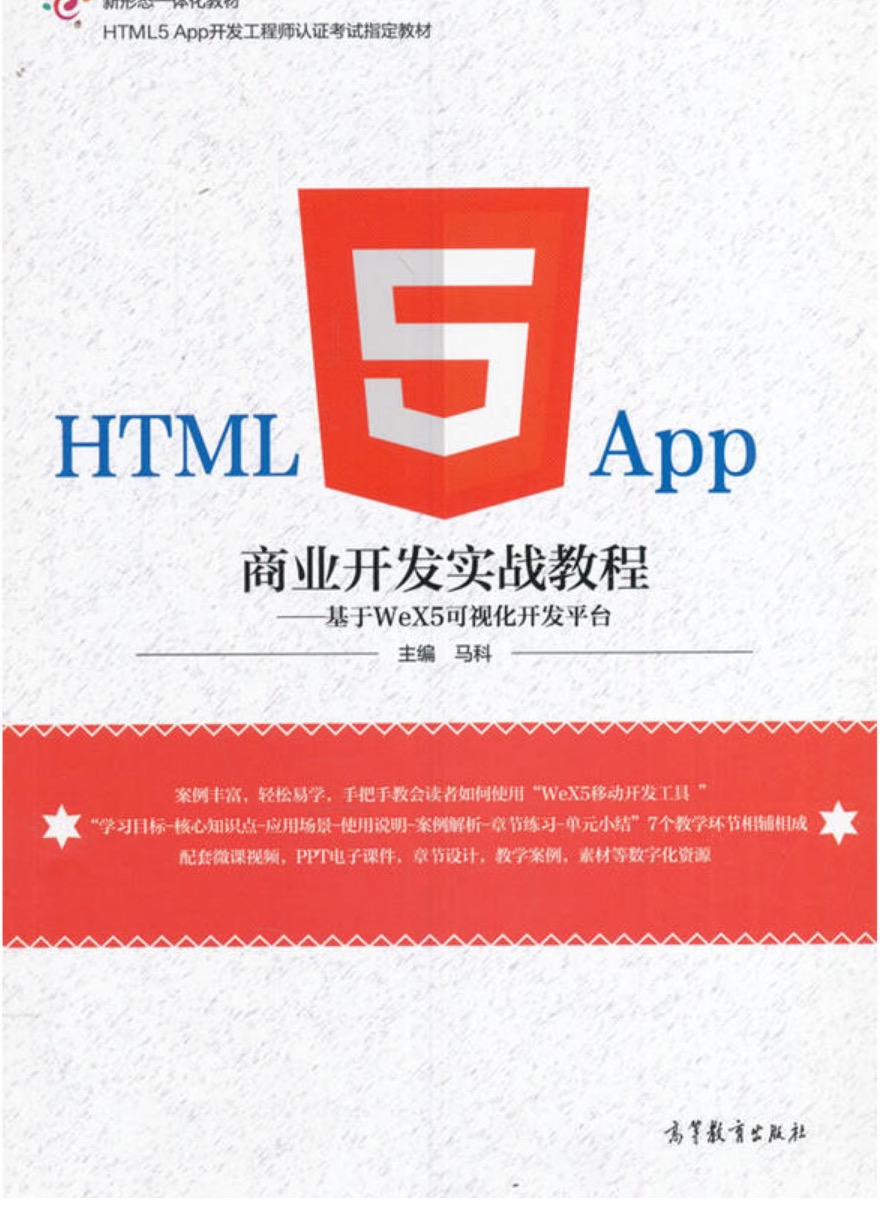 新形态一体化教材
HTML5 App开发工程师认证考试指定教材
HTML 5 App
商业开发实战教程
——基于WeX5可视化开发平台
主编 马科
案例丰富，轻松易学，手把手教会读者如何使用“WeX5移动开发工具 ”
“学习目标-核心知识点-应用场景-使用说明-案例解析-章节练习-单元小结”7个教学环节相辅相成
配套微课视频，PPT电子课件，章节设计，教学案例，素材等数字化资源
高等教育出版社